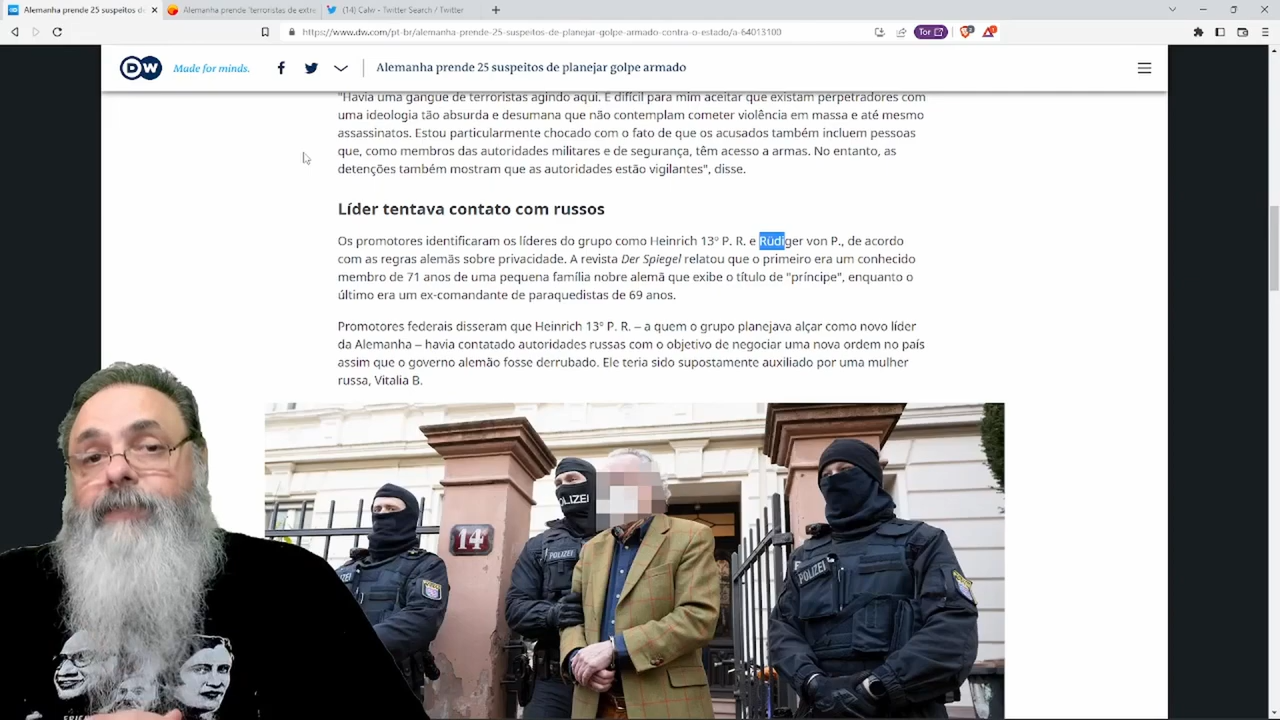 Alemanha prende 25 suspeitos de
Alemanha prende 'terroristas de extre
(14) Calw - Twitter Search / Twitter
https://www.dw.com/pt-br/alemanha-prende-25-suspeitos-de-planejar-golpe-armado-contra-o-estado/a-64013100
Tor
DW Made for minds.
Alemanha prende 25 suspeitos de planejar golpe armado
"Havia uma gangue de terroristas agindo aqui. É difícil para mim aceitar que existam perpetradores com
uma ideologia tão absurda e desumana que não contemplam cometer violência em massa e até mesmo
assassinatos. Estou particularmente chocado com o fato de que os acusados também incluem pessoas
que, como membros das autoridades militares e de segurança, têm acesso a armas. No entanto, as
detenções também mostram que as autoridades estão vigilantes", disse.
Líder tentava contato com russos
Os promotores identificaram os líderes do grupo como Heinrich 13º P. R. e Rüdiger von P., de acordo
com as regras alemãs sobre privacidade. A revista Der Spiegel relatou que o primeiro era um conhecido
membro de 71 anos de uma pequena família nobre alemã que exibe o título de "príncipe", enquanto o
último era um ex-comandante de paraquedistas de 69 anos.
Promotores federais disseram que Heinrich 13º P. R. – a quem o grupo planejava alçar como novo líder
da Alemanha – havia contatado autoridades russas com o objetivo de negociar uma nova ordem no país
assim que o governo alemão fosse derrubado. Ele teria sido supostamente auxiliado por uma mulher
russa, Vitalia B.
POLIZEI
14
POLIZEI
POLIZEI